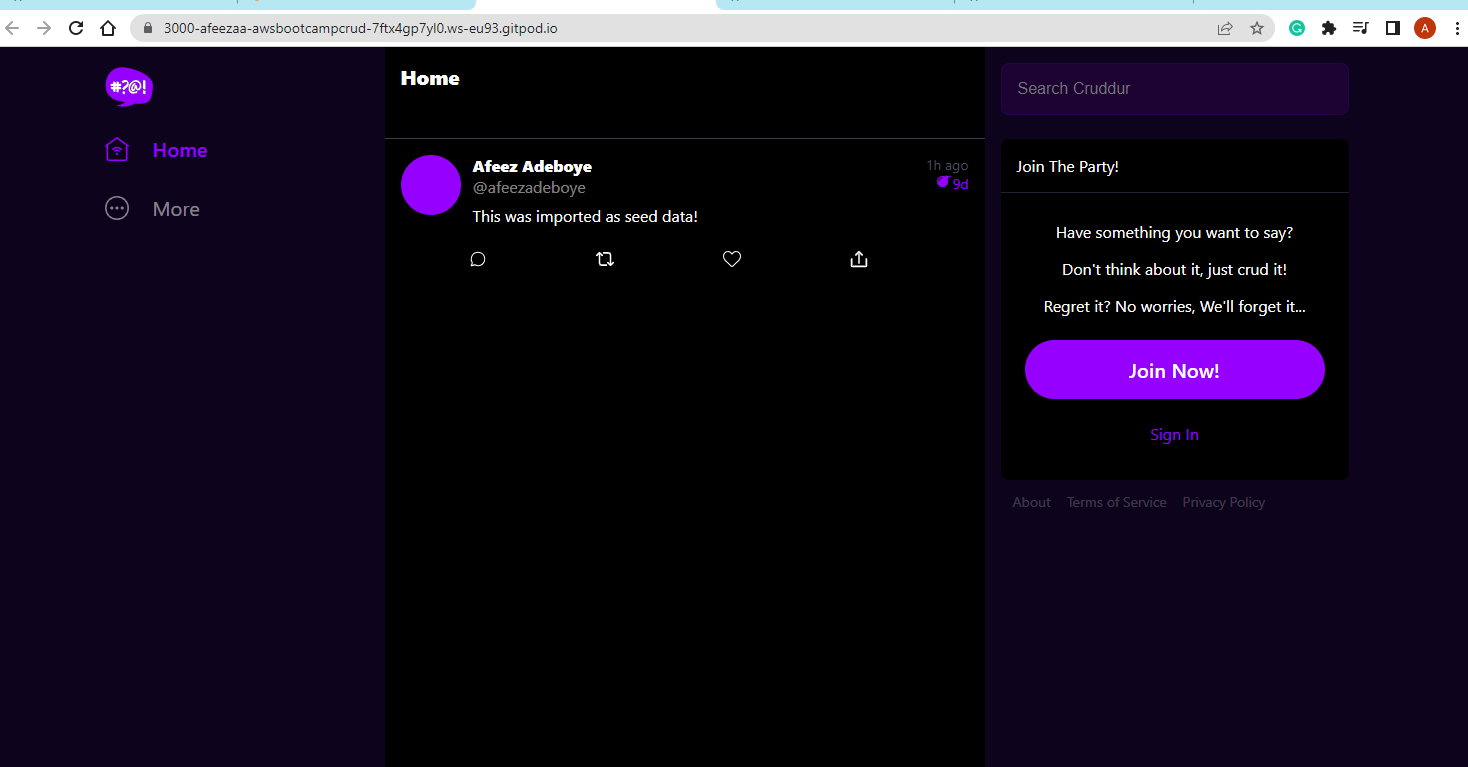 3000-afeezaa-awsbootcampcrud-7ftx4gp7yl0.ws-eu93.gitpod.io
A
#?@!
Home
More
Home
Afeez Adeboye
1h ago
@afeezadeboye
9d
This was imported as seed data!
Search Cruddur
Join The Party!
Have something you want to say?
Don't think about it, just crud it!
Regret it? No worries, We'll forget it...
Join Now!
Sign In
About Terms of Service Privacy Policy